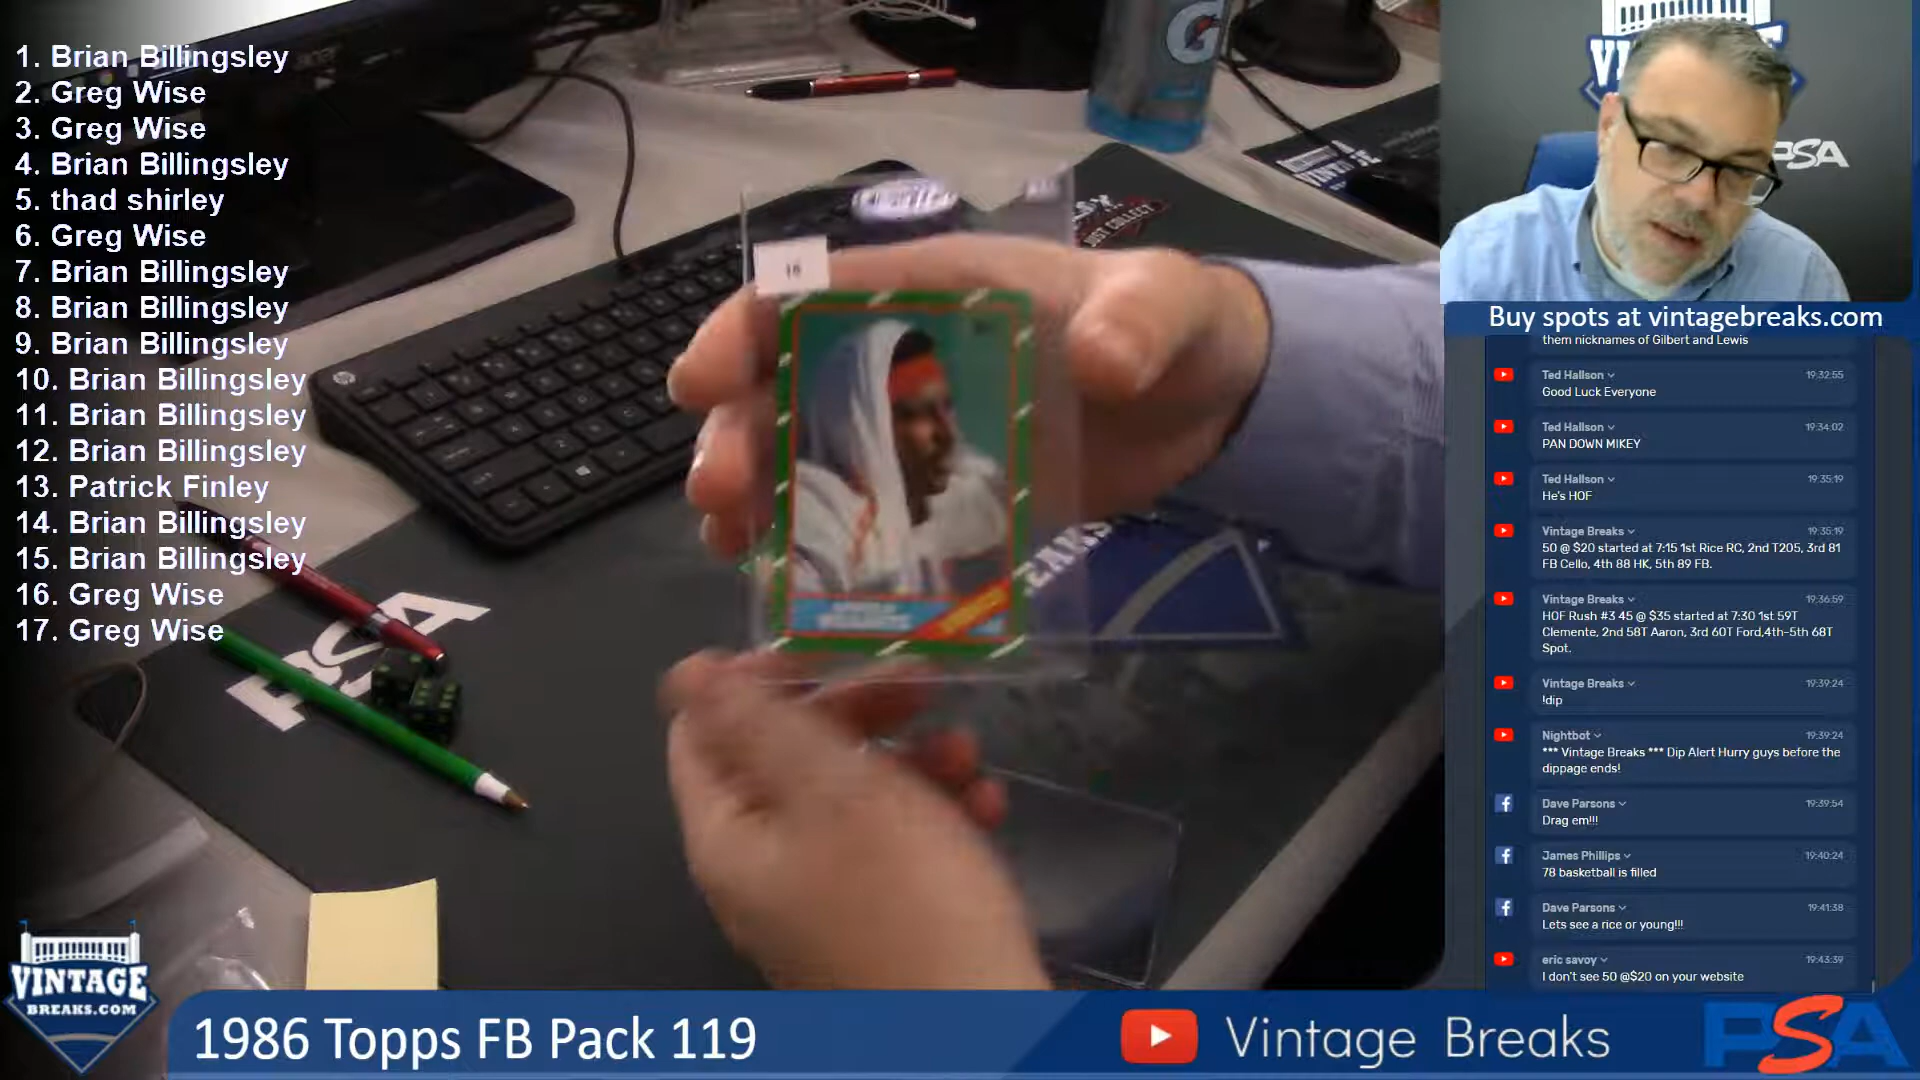 1. Brian Billingsley
2. Greg Wise
3. Greg Wise
4. Brian Billingsley
5. thad shirley
6. Greg Wise
7. Brian Billingsley
8. Brian Billingsley
9. Brian Billingsley
10. Brian Billingsley
11. Brian Billingsley
12. Brian Billingsley
13. Patrick Finley
14. Brian Billingsley
15. Brian Billingsley
16. Greg Wise
17. Greg Wise
G
JUST COLLECT
16
PSA
PSA
Buy spots at vintagebreaks.com
them nicknames of Gilbert and Lewis
Ted Hallson 19:32:55
Good Luck Everyone
Ted Hallson 19:34:02
PAN DOWN MIKEY
Ted Hallson 19:35:19
He's HOF
Vintage Breaks 19:35:19
50 @ $20 started at 7:15 1st Rice RC, 2nd T205, 3rd 81
FB Cello, 4th 88 HK, 5th 89 FB.
Vintage Breaks 19:36:59
HOF Rush #3 45 @ $35 started at 7:30 1st 59T
Clemente, 2nd 58T Aaron, 3rd 60T Ford,4th-5th 68T
Spot.
Vintage Breaks 19:39:24
!dip
Nightbot 19:39:24
*** Vintage Breaks *** Dip Alert Hurry guys before the
dippage ends!
Dave Parsons 19:39:54
Drag em!!!
James Phillips 19:40:24
78 basketball is filled
Dave Parsons 19:41:38
Lets see a rice or young!!!
eric savoy 19:43:39
I don't see 50 @$20 on your website
VINTAGE
BREAKS.COM
1986 Topps FB Pack 119
Vintage Breaks
PSA